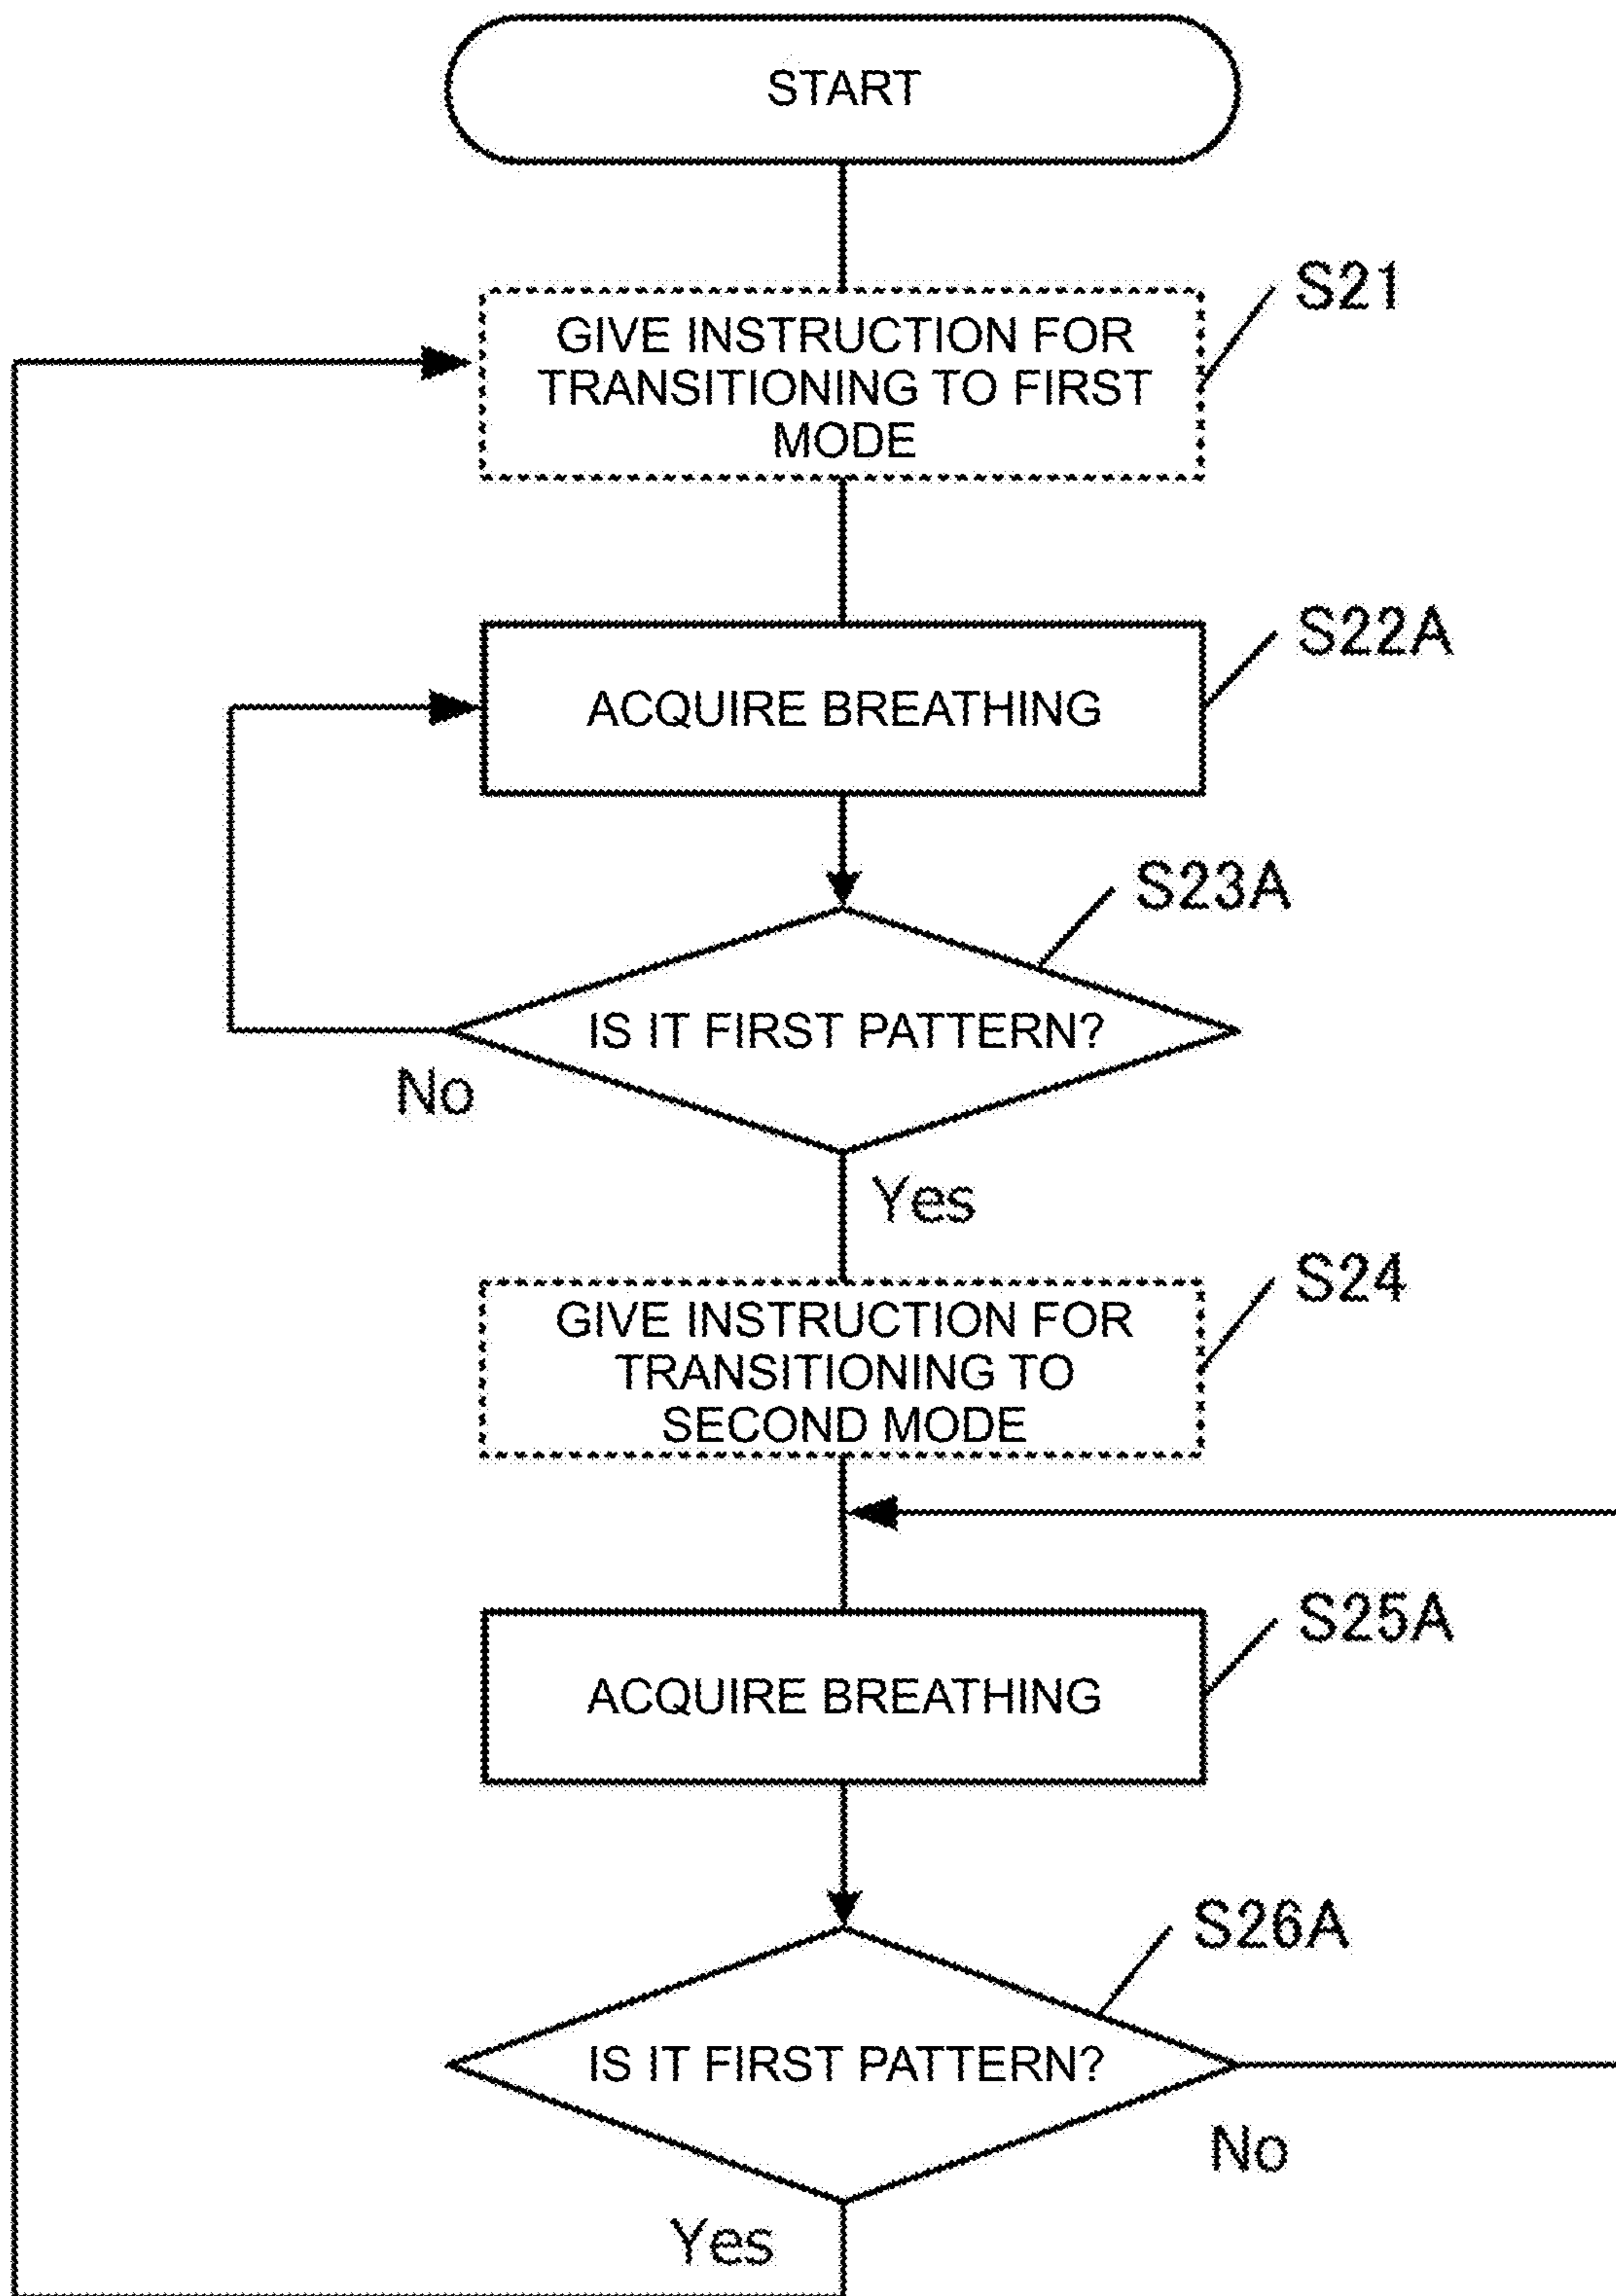 START
S21
GIVE INSTRUCTION FOR
TRANSITIONING TO FIRST
MODE
S22A
ACQUIRE BREATHING
S23A
IS IT FIRST PATTERN?
No
Yes
S24
GIVE INSTRUCTION FOR
TRANSITIONING TO
SECOND MODE
S25A
ACQUIRE BREATHING
S26A
IS IT FIRST PATTERN?
No
Yes